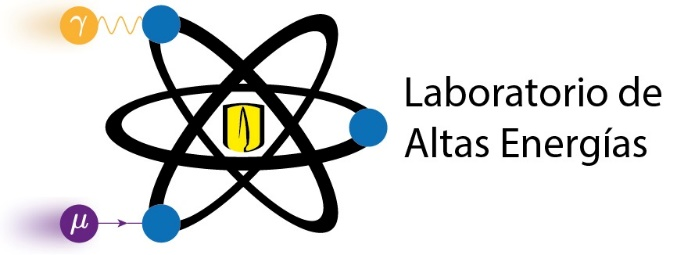 γ
Laboratorio de
Altas Energías
μ